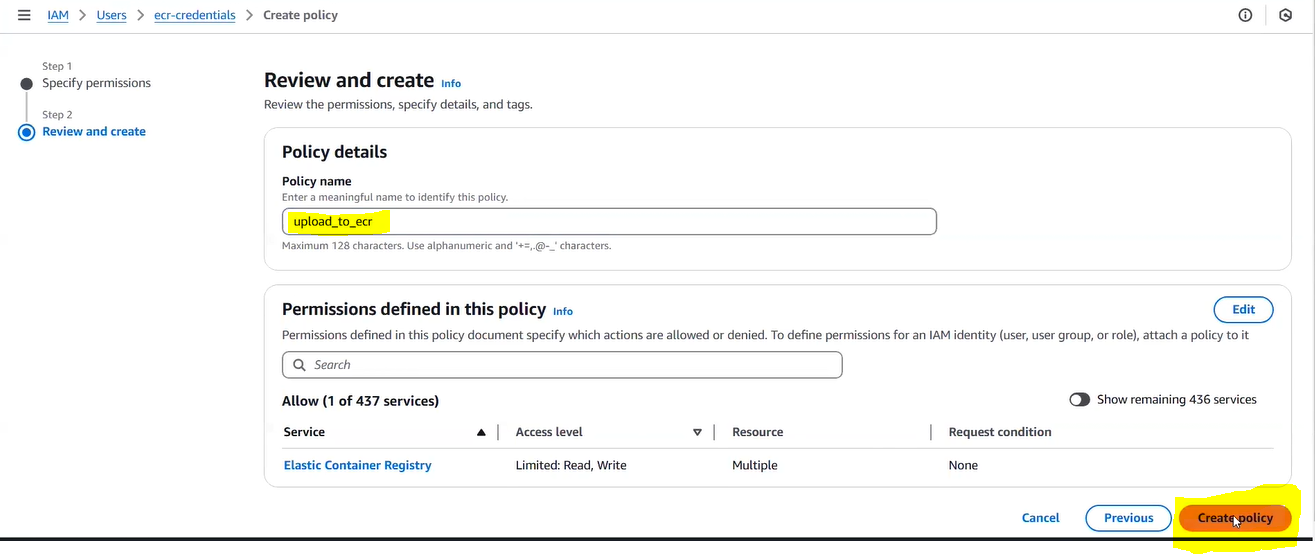 IAM > Users > ecr-credentials > Create policy
Step 1
Specify permissions
Step 2
Review and create
Review and create Info
Review the permissions, specify details, and tags.
Policy details
Policy name
Enter a meaningful name to identify this policy.
upload_to_ecr
Maximum 128 characters. Use alphanumeric and '+=,.@-_' characters.
Permissions defined in this policy Info
Edit
Permissions defined in this policy document specify which actions are allowed or denied. To define permissions for an IAM identity (user, user group, or role), attach a policy to it
Search
Allow (1 of 437 services)
Show remaining 436 services
Service Access level Resource Request condition
Elastic Container Registry Limited: Read, Write Multiple None
Cancel Previous Create policy